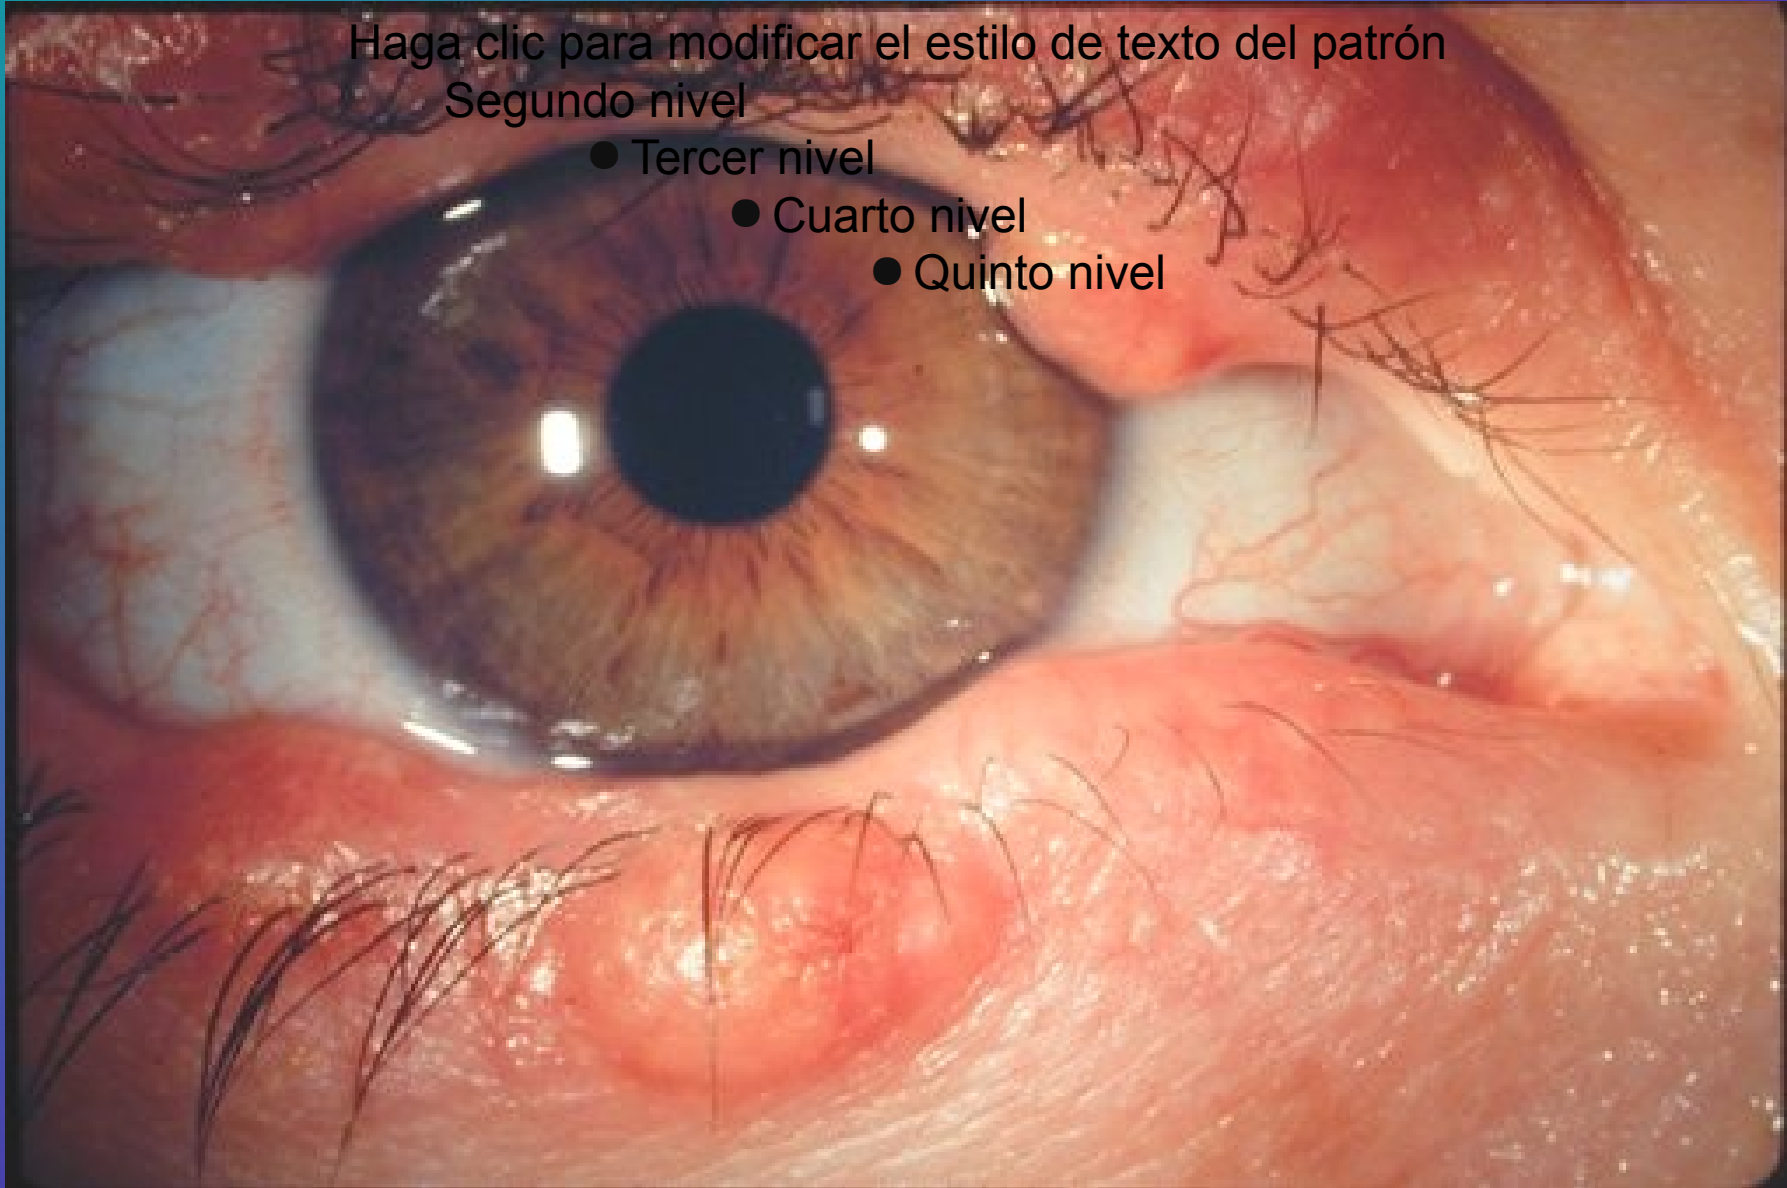 Haga clic para modificar el estilo de texto del patrón
Segundo nivel
● Tercer nivel
● Cuarto nivel
● Quinto nivel